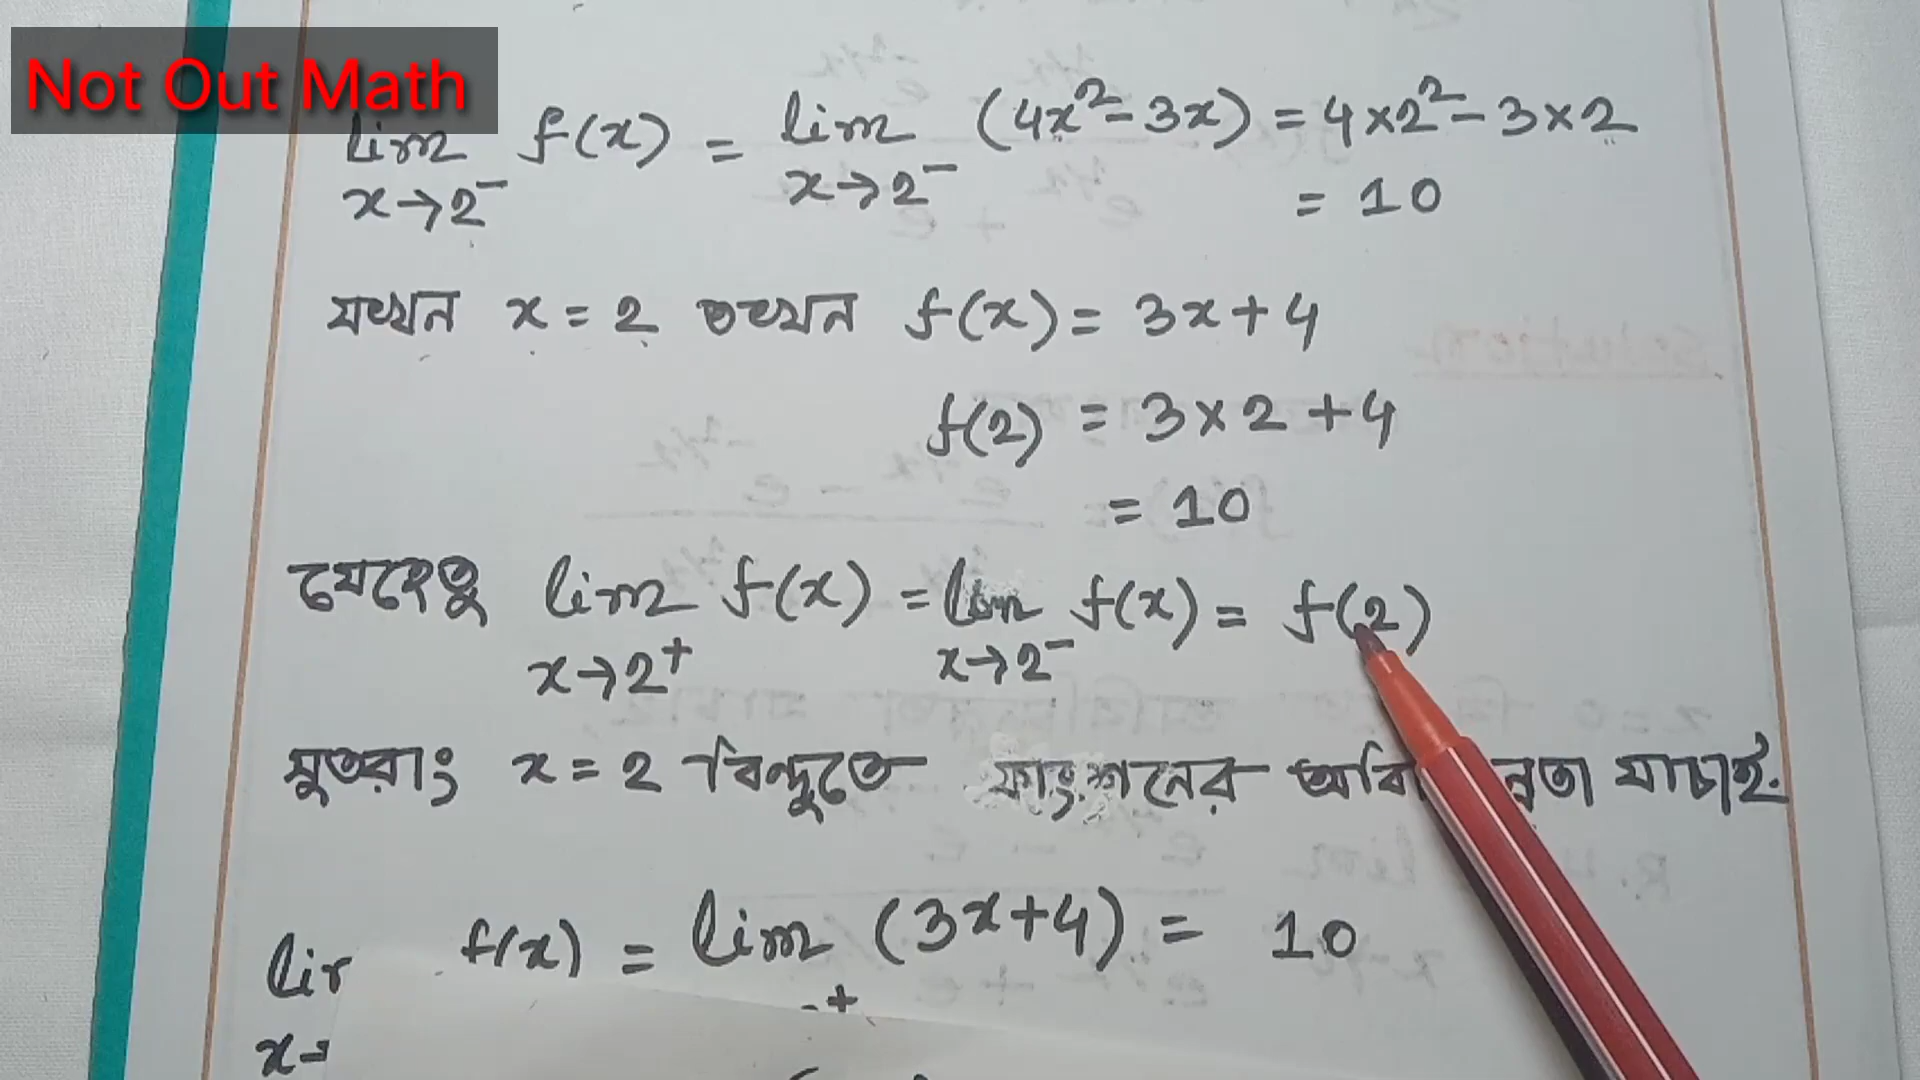 Not Out Math
lim f(x) = lim (4x²-3x) = 4×2²-3×2
x→2⁻ x→2⁻ = 10
যখন x = 2 তখন f(x) = 3x+4
f(2) = 3×2+4
= 10
যেহেতু lim f(x) = lim f(x) = f(2)
x→2⁺ x→2⁻
সুতরাং x = 2 বিন্দুতে ফাংশনের যাচাই.
f(x) = lim (3x+4) = 10